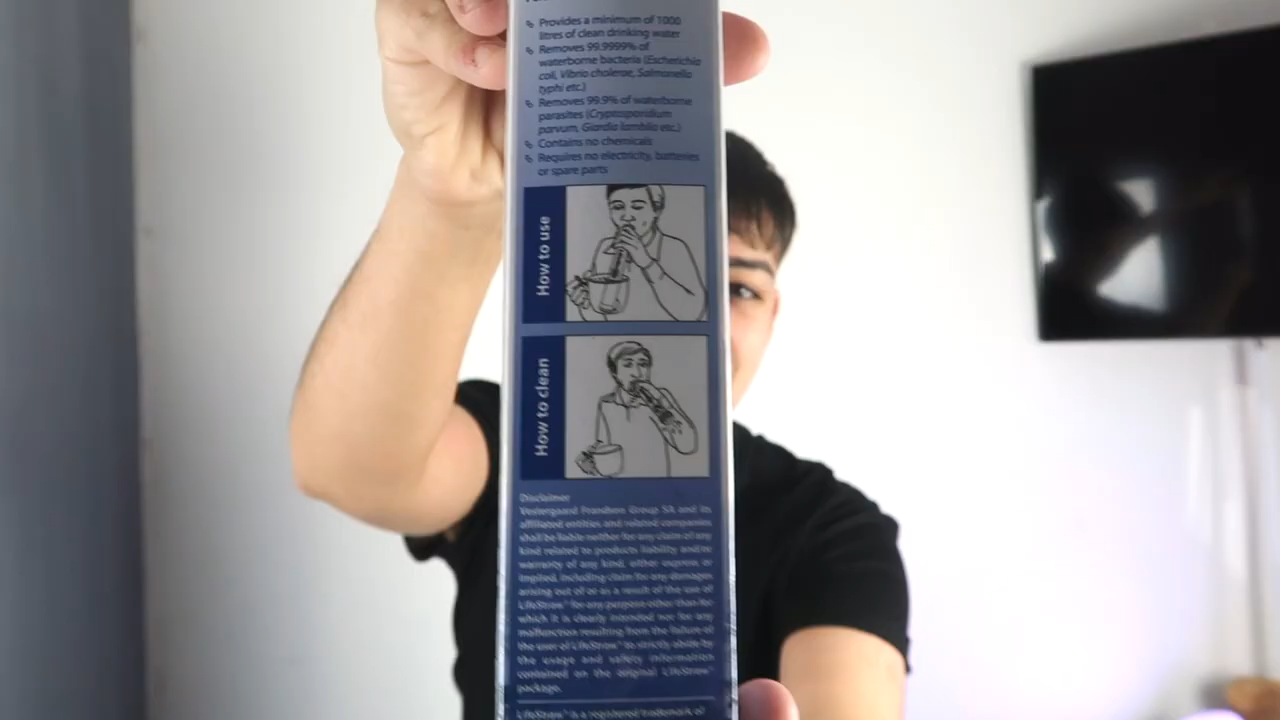 Provides a minimum of 1000
litres of clean drinking water
Removes 99.9999% of
waterborne bacteria (Escherichia
coli, Vibrio cholerae, Salmonella
typhi etc.)
Removes 99.9% of waterborne
parasites (Cryptosporidium
parvum, Giardia lamblia etc.)
Contains no chemicals
Requires no electricity, batteries
or spare parts
How to use
How to clean
Disclaimer
Vestergaard Frandsen Group SA and its
affiliated entities and related companies
shall be liable neither for any claim of any
kind related to products liability and/or
warranty of any kind, either express or
implied, including claim for any damages
arising out of or as a result of the use of
LifeStraw™ for any purpose other than for
which it is clearly intended nor for any
malfunction resulting from the failure of
the user of LifeStraw™ to strictly abide by
the usage and safety information
contained on the original LifeStraw™
package.
LifeStraw™ is a registered trademark of